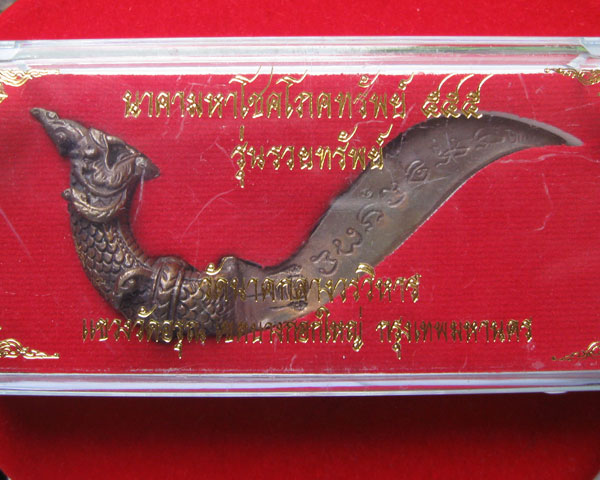 นาคามหาโชคโภคทรัพย์ ๕๕๕
รุ่นรวยทรัพย์
วัดนาคกลางวรวิหาร
แขวงวัดอรุณ เขตบางกอกใหญ่ กรุงเทพมหานคร